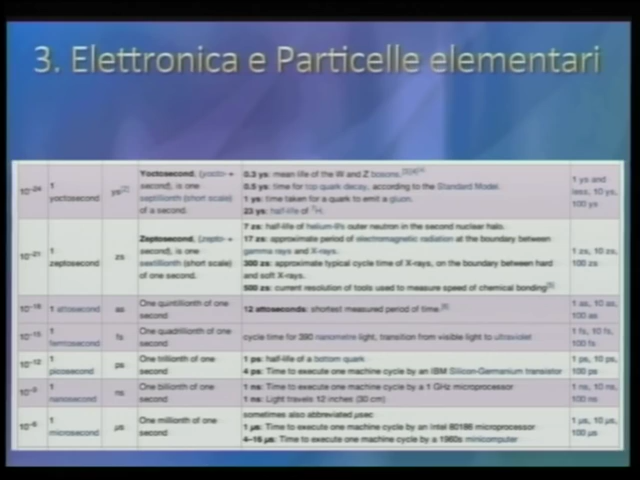 3. Elettronica e Particelle elementari
10⁻²⁴ 1 yoctosecond ys[2] Yoctosecond, (yocto- + second), is one septillionth (short scale) of a second.
0.3 ys: mean life of the W and Z bosons.
0.5 ys: time for top quark decay, according to the Standard Model.
1 ys: time taken for a quark to emit a gluon.
23 ys: half-life of ⁷H.
1 ys and less, 10 ys, 100 ys
10⁻²¹ 1 zeptosecond zs Zeptosecond, (zepto- + second), is one sextillionth (short scale) of one second.
7 zs: half-life of helium-9's outer neutron in the second nuclear halo.
17 zs: approximate period of electromagnetic radiation at the boundary between
gamma rays and X-rays.
300 zs: approximate typical cycle time of X-rays, on the boundary between hard
and soft X-rays.
500 zs: current resolution of tools used to measure speed of chemical bonding[5]
1 zs, 10 zs, 100 zs
10⁻¹⁸ 1 attosecond as One quintillionth of one second
12 attoseconds: shortest measured period of time.[6]
1 as, 10 as, 100 as
10⁻¹⁵ 1 femtosecond fs One quadrillionth of one second
cycle time for 390 nanometre light, transition from visible light to ultraviolet
1 fs, 10 fs, 100 fs
10⁻¹² 1 picosecond ps One trillionth of one second
1 ps: half-life of a bottom quark
4 ps: Time to execute one machine cycle by an IBM Silicon-Germanium transistor
1 ps, 10 ps, 100 ps
10⁻⁹ 1 nanosecond ns One billionth of one second
1 ns: Time to execute one machine cycle by a 1 GHz microprocessor
1 ns: Light travels 12 inches (30 cm)
1 ns, 10 ns, 100 ns
10⁻⁶ 1 microsecond µs One millionth of one second
sometimes also abbreviated µsec
1 µs: Time to execute one machine cycle by an Intel 80186 microprocessor
4–16 µs: Time to execute one machine cycle by a 1960s minicomputer
1 µs, 10 µs, 100 µs